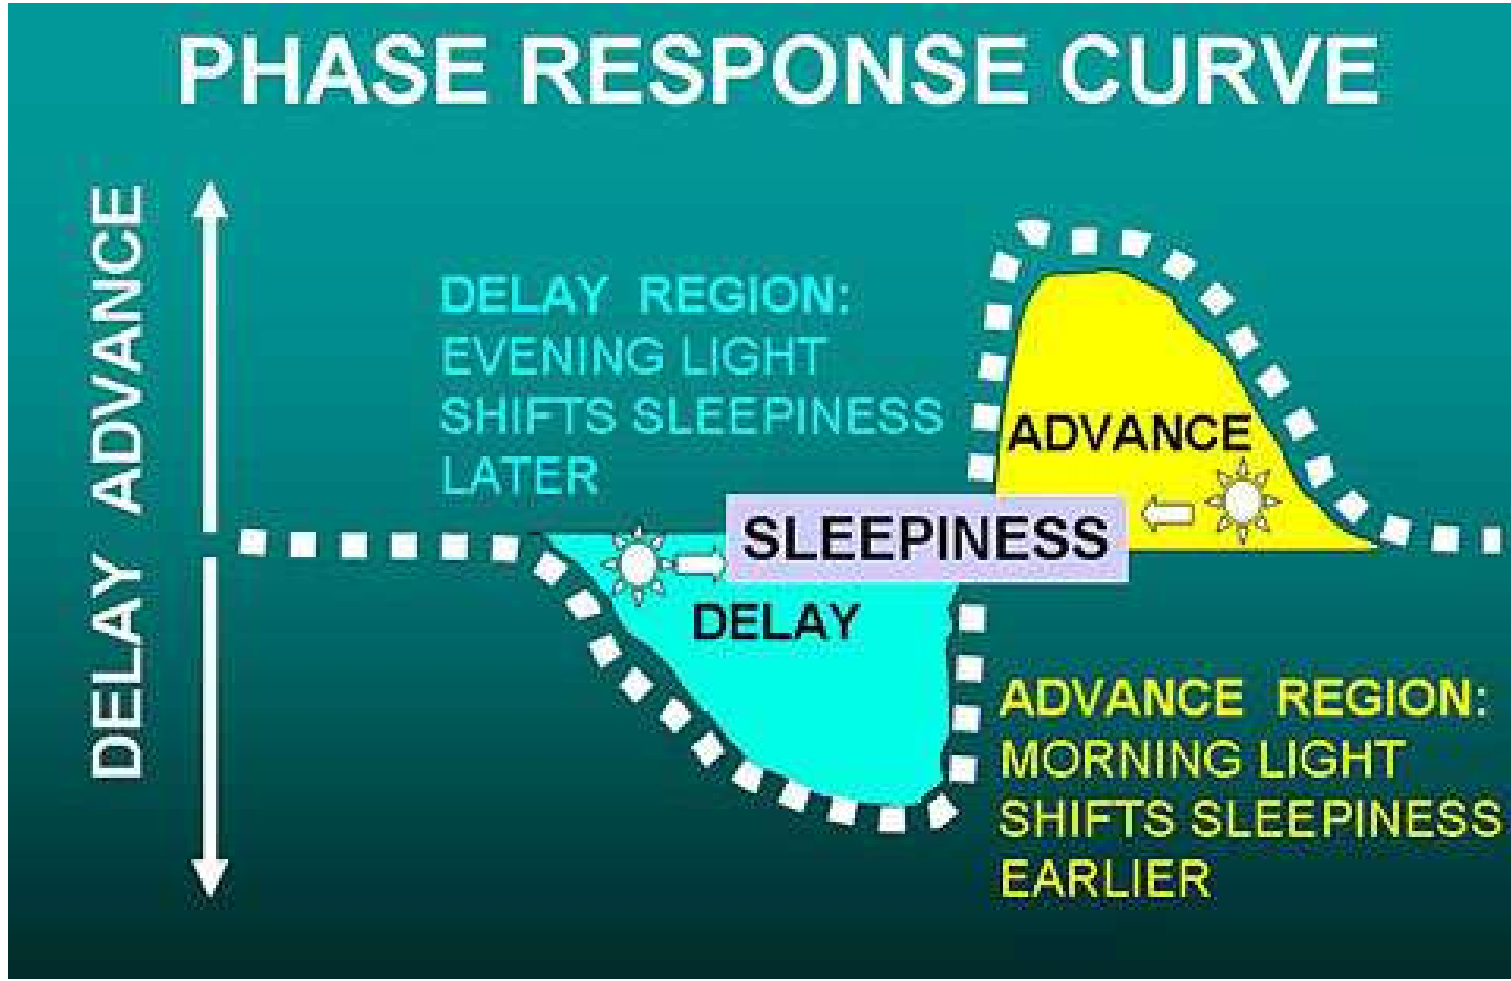 PHASE RESPONSE CURVE
DELAY ADVANCE
DELAY REGION:
EVENING LIGHT
SHIFTS SLEEPINESS
LATER
ADVANCE
SLEEPINESS
DELAY
ADVANCE REGION:
MORNING LIGHT
SHIFTS SLEEPINESS
EARLIER